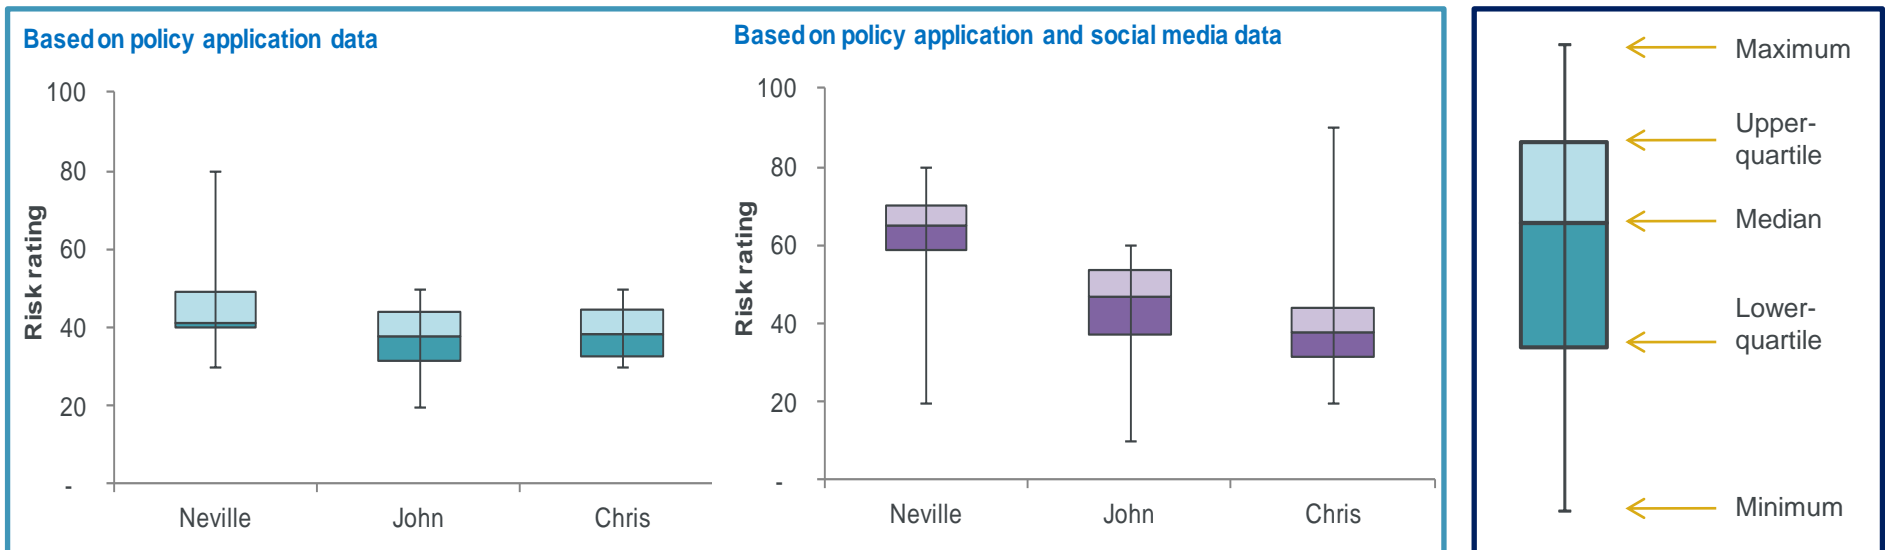 Based on policy application data
Risk rating
100
80
60
40
20
-
Neville John Chris
Based on policy application and social media data
Risk rating
100
80
60
40
20
-
Neville John Chris
Maximum
Upper-
quartile
Median
Lower-
quartile
Minimum